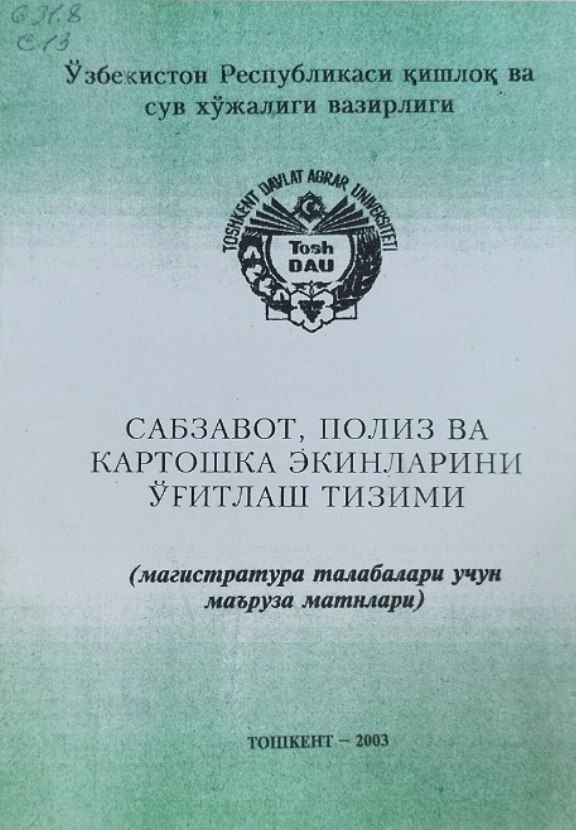 631.8
С13
Ўзбекистон Республикаси қишлоқ ва
сув хўжалиги вазирлиги
TOSHKENT DAVLAT AGRAR UNIVERSITETI
Tosh
DAU
САБЗАВОТ, ПОЛИЗ ВА
КАРТОШКА ЭКИНЛАРИНИ
ЎҒИТЛАШ ТИЗИМИ
(магистратура талабалари учун
маъруза матнлари)
ТОШКЕНТ – 2003